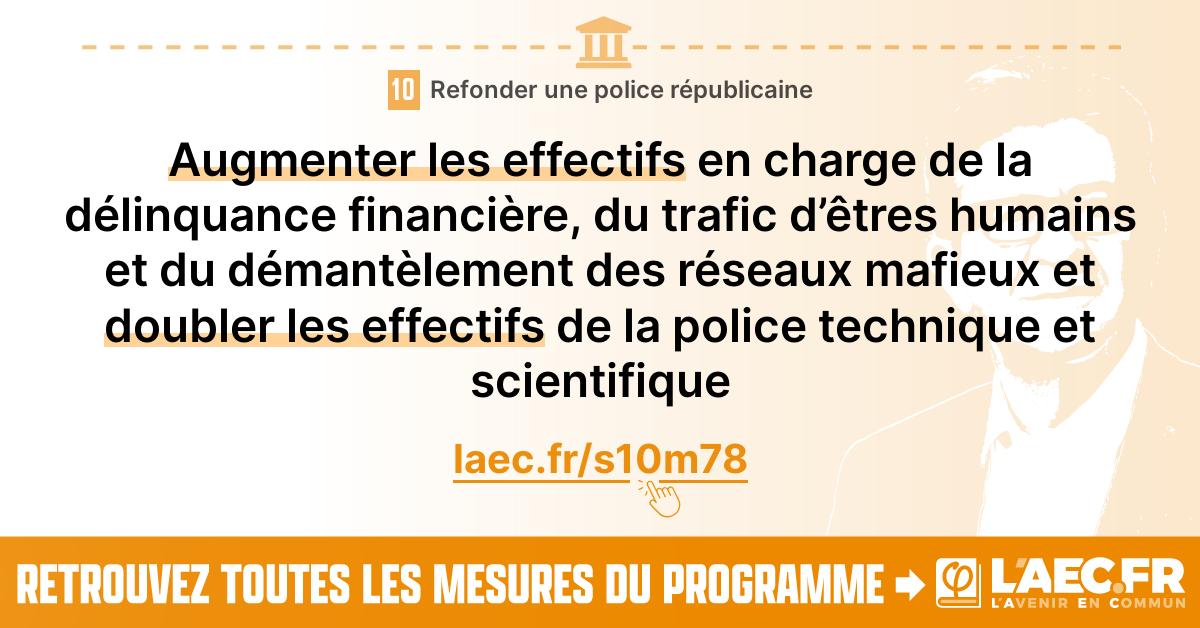 10 Refonder une police républicaine
Augmenter les effectifs en charge de la
délinquance financière, du trafic d’êtres humains
et du démantèlement des réseaux mafieux et
doubler les effectifs de la police technique et
scientifique
laec.fr/s10m78
RETROUVEZ TOUTES LES MESURES DU PROGRAMME
φ L'AEC.FR
L'AVENIR EN COMMUN